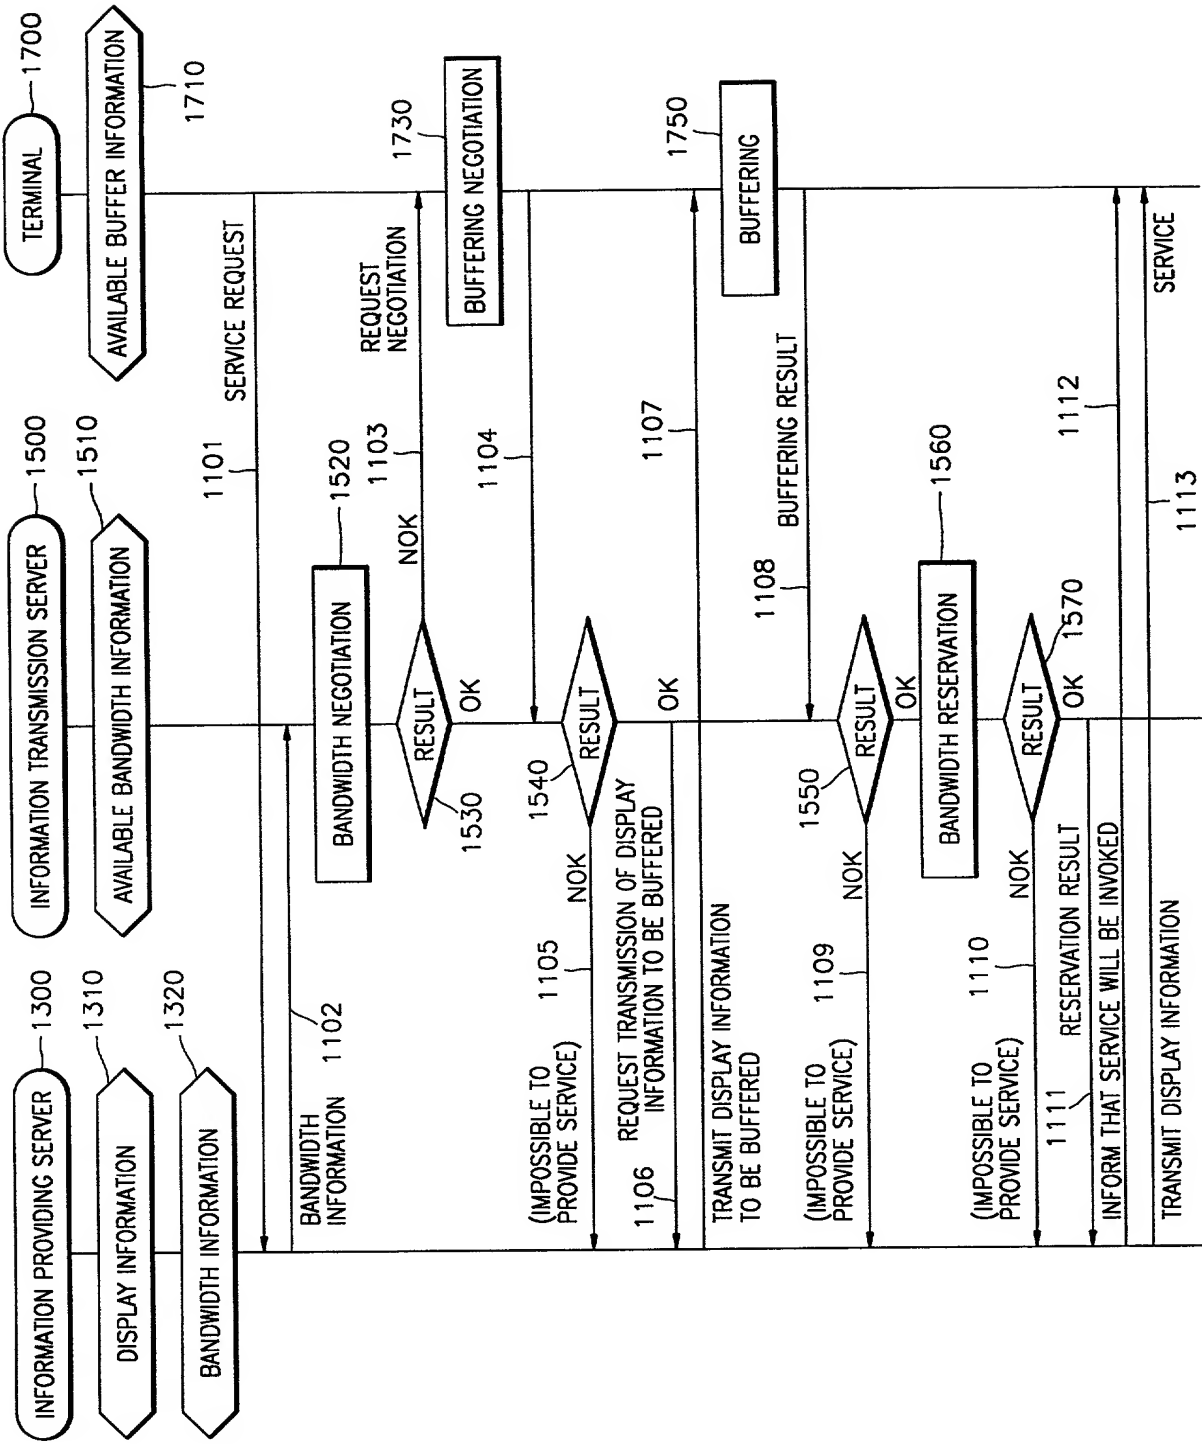 INFORMATION PROVIDING SERVER
1300
INFORMATION TRANSMISSION SERVER
1500
TERMINAL
1700
DISPLAY INFORMATION
1310
AVAILABLE BANDWIDTH INFORMATION
1510
AVAILABLE BUFFER INFORMATION
1710
BANDWIDTH INFORMATION
1320
1101
SERVICE REQUEST
BANDWIDTH
INFORMATION
1102
BANDWIDTH NEGOTIATION
1520
1103
REQUEST
NEGOTIATION
NOK
RESULT
1530
OK
1730
BUFFERING NEGOTIATION
1104
1540
RESULT
NOK
1105
(IMPOSSIBLE TO
PROVIDE SERVICE)
OK
1106
REQUEST TRANSMISSION OF DISPLAY
INFORMATION TO BE BUFFERED
1107
TRANSMIT DISPLAY INFORMATION
TO BE BUFFERED
1750
BUFFERING
1108
BUFFERING RESULT
1550
RESULT
NOK
1109
(IMPOSSIBLE TO
PROVIDE SERVICE)
OK
BANDWIDTH RESERVATION
1560
RESULT
1570
NOK
1110
(IMPOSSIBLE TO
PROVIDE SERVICE)
OK
1111
RESERVATION RESULT
1112
INFORM THAT SERVICE WILL BE INVOKED
1113
SERVICE
TRANSMIT DISPLAY INFORMATION